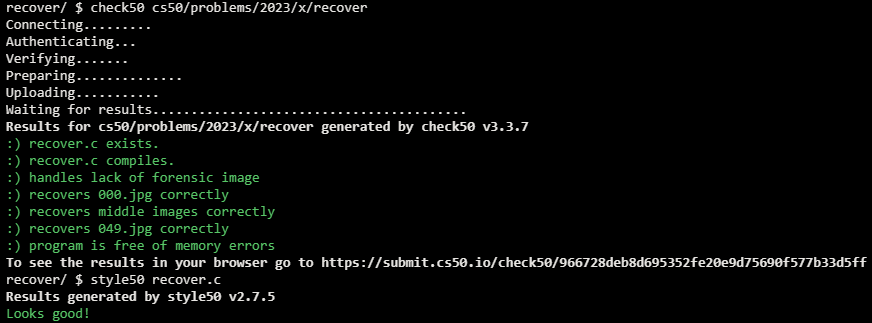 recover/ $ check50 cs50/problems/2023/x/recover
Connecting.........
Authenticating...
Verifying.......
Preparing..............
Uploading...........
Waiting for results.........................................
Results for cs50/problems/2023/x/recover generated by check50 v3.3.7
:) recover.c exists.
:) recover.c compiles.
:) handles lack of forensic image
:) recovers 000.jpg correctly
:) recovers middle images correctly
:) recovers 049.jpg correctly
:) program is free of memory errors
To see the results in your browser go to https://submit.cs50.io/check50/966728deb8d695352fe20e9d75690f577b33d5ff
recover/ $ style50 recover.c
Results generated by style50 v2.7.5
Looks good!